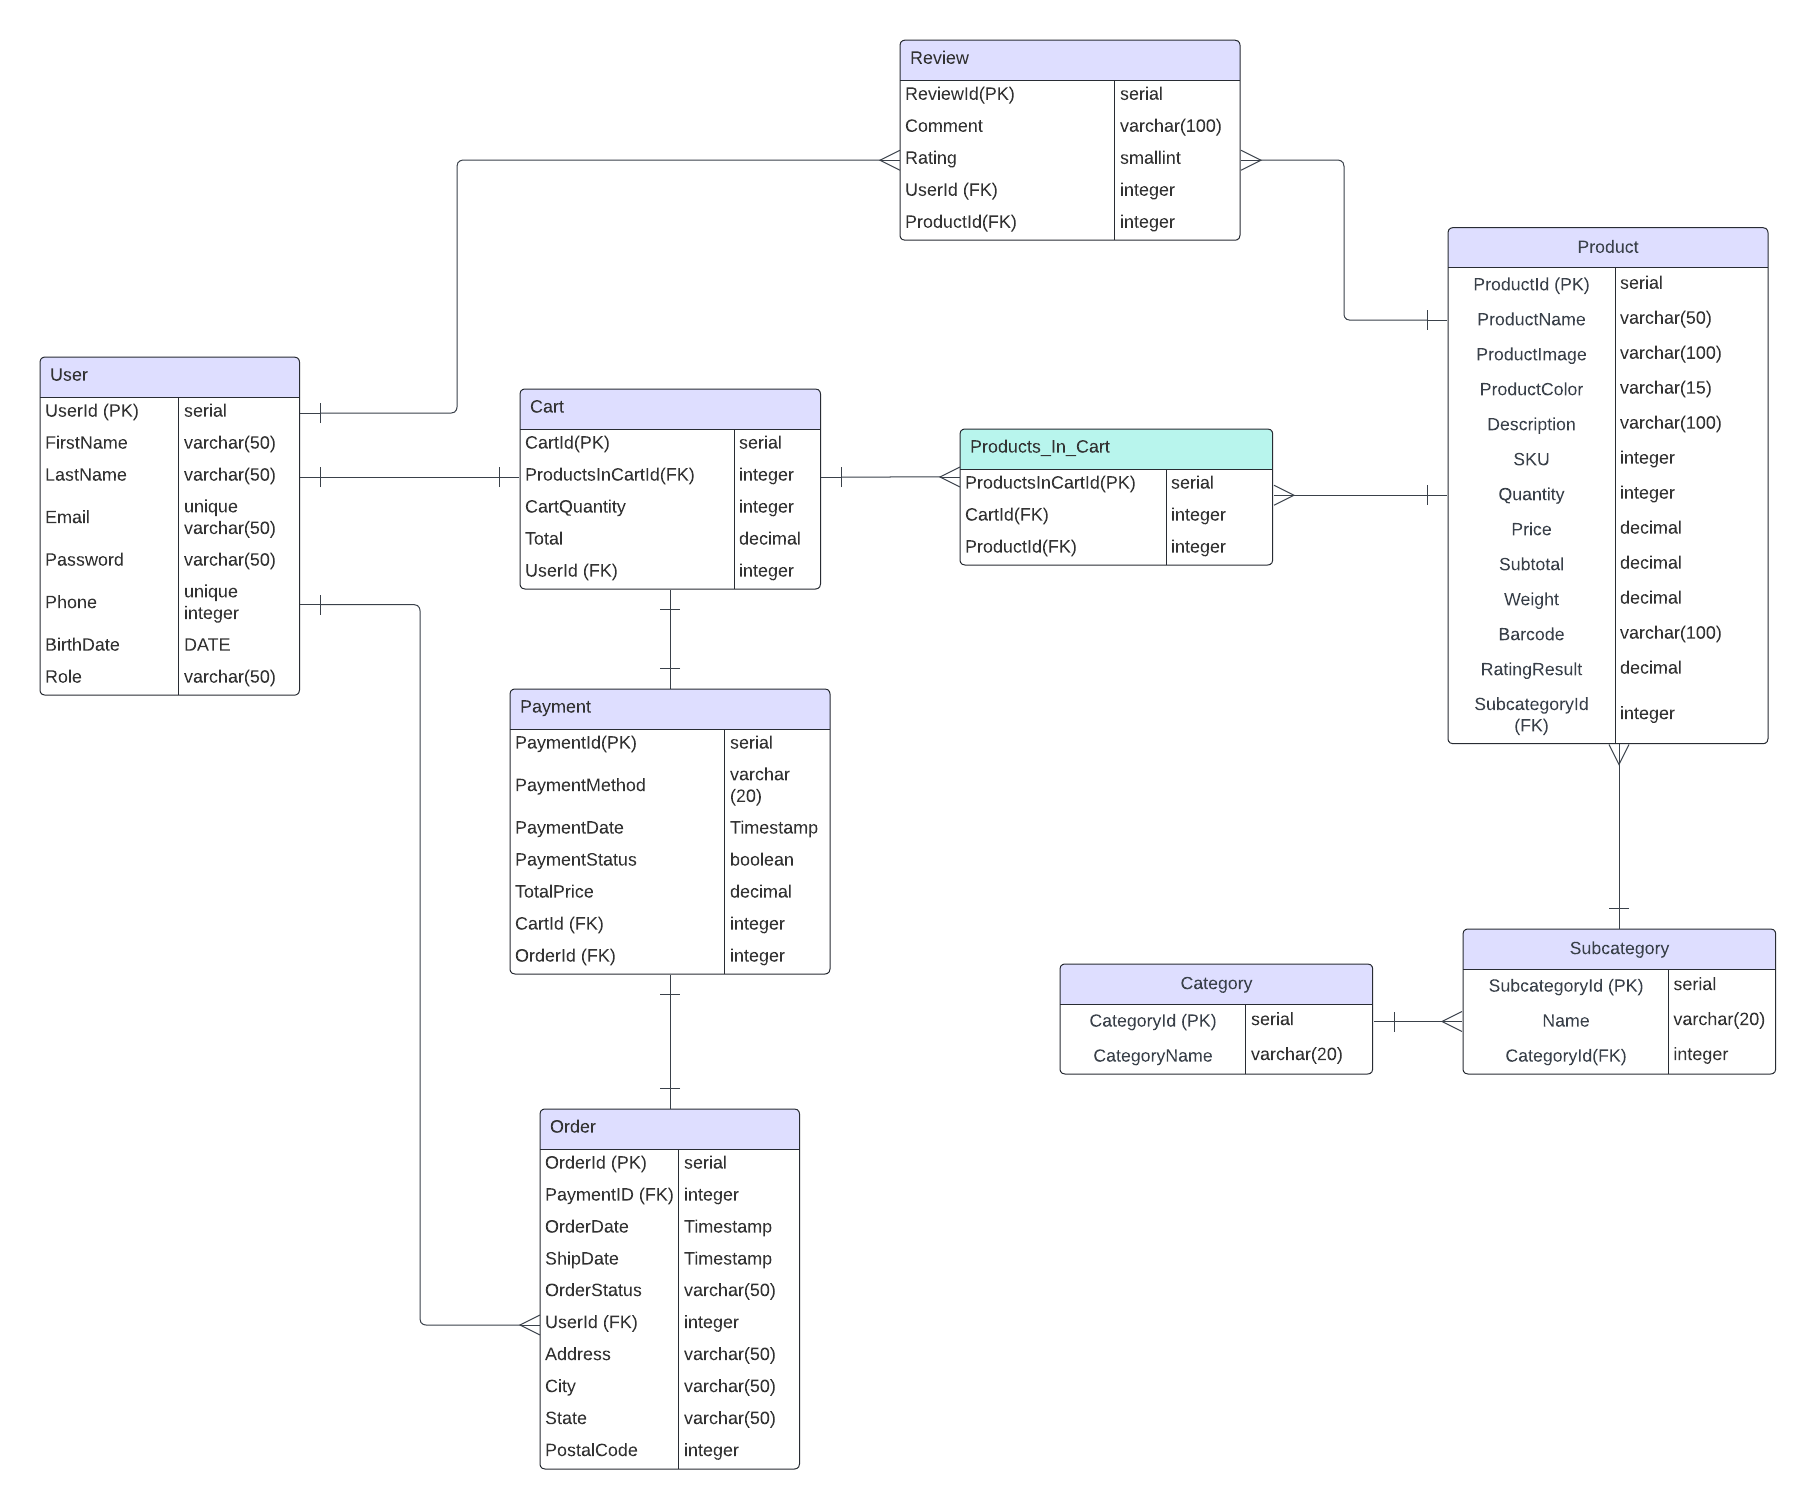 Review
ReviewId(PK) serial
Comment varchar(100)
Rating smallint
UserId (FK) integer
ProductId(FK) integer
Product
ProductId (PK) serial
ProductName varchar(50)
ProductImage varchar(100)
ProductColor varchar(15)
Description varchar(100)
SKU integer
Quantity integer
Price decimal
Subtotal decimal
Weight decimal
Barcode varchar(100)
RatingResult decimal
SubcategoryId
(FK) integer
User
UserId (PK) serial
FirstName varchar(50)
LastName varchar(50)
Email unique
varchar(50)
Password varchar(50)
Phone unique
integer
BirthDate DATE
Role varchar(50)
Cart
CartId(PK) serial
ProductsInCartId(FK) integer
CartQuantity integer
Total decimal
UserId (FK) integer
Products_In_Cart
ProductsInCartId(PK) serial
CartId(FK) integer
ProductId(FK) integer
Payment
PaymentId(PK) serial
PaymentMethod varchar
(20)
PaymentDate Timestamp
PaymentStatus boolean
TotalPrice decimal
CartId (FK) integer
OrderId (FK) integer
Category
CategoryId (PK) serial
CategoryName varchar(20)
Subcategory
SubcategoryId (PK) serial
Name varchar(20)
CategoryId(FK) integer
Order
OrderId (PK) serial
PaymentID (FK) integer
OrderDate Timestamp
ShipDate Timestamp
OrderStatus varchar(50)
UserId (FK) integer
Address varchar(50)
City varchar(50)
State varchar(50)
PostalCode integer